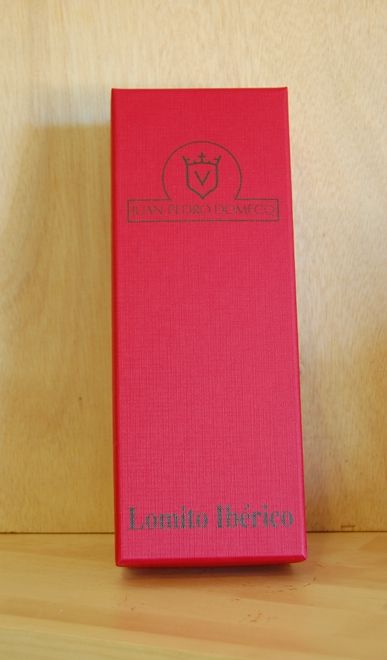 V
JUAN PEDRO DOMECQ
Lomito Ibérico